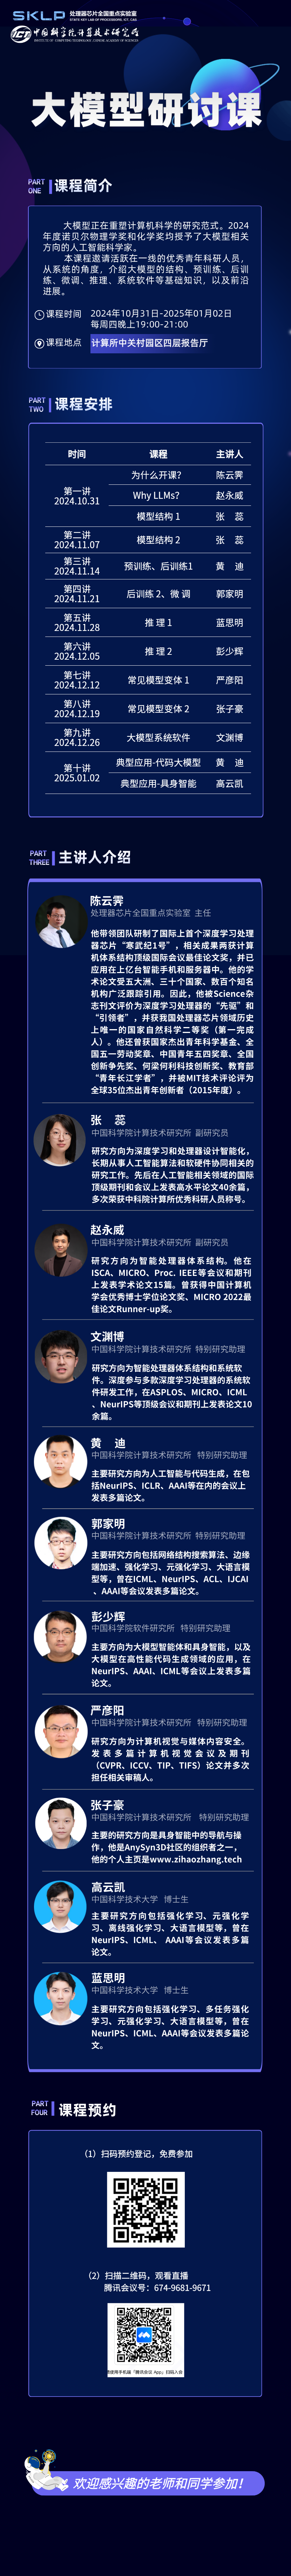 SKLP 处理器芯片全国重点实验室
STATE KEY LAB OF PROCESSORS, ICT, CAS
ICT 中国科学院计算技术研究所
INSTITUTE OF COMPUTING TECHNOLOGY, CHINESE ACADEMY OF SCIENCES
大模型研讨课
PART ONE 课程简介
大模型正在重塑计算机科学的研究范式。2024
年度诺贝尔物理学奖和化学奖均授予了大模型相关
方向的人工智能科学家。
本课程邀请活跃在一线的优秀青年科研人员，
从系统的角度，介绍大模型的结构、预训练、后训
练、微调、推理、系统软件等基础知识，以及前沿
进展。
课程时间 2024年10月31日-2025年01月02日
每周四晚上19:00-21:00
课程地点 计算所中关村园区四层报告厅
PART TWO 课程安排
时间 课程 主讲人
第一讲 2024.10.31 为什么开课? 陈云霁
Why LLMs? 赵永威
模型结构 1 张 蕊
第二讲 2024.11.07 模型结构 2 张 蕊
第三讲 2024.11.14 预训练、后训练1 黄 迪
第四讲 2024.11.21 后训练 2、微 调 郭家明
第五讲 2024.11.28 推 理 1 蓝思明
第六讲 2024.12.05 推 理 2 彭少辉
第七讲 2024.12.12 常见模型变体 1 严彦阳
第八讲 2024.12.19 常见模型变体 2 张子豪
第九讲 2024.12.26 大模型系统软件 文渊博
第十讲 2025.01.02 典型应用-代码大模型 黄 迪
典型应用-具身智能 高云凯
PART THREE 主讲人介绍
陈云霁
处理器芯片全国重点实验室 主任
他带领团队研制了国际上首个深度学习处理
器芯片“寒武纪1号”，相关成果两获计算
机体系结构顶级国际会议最佳论文奖，并已
应用在上亿台智能手机和服务器中。他的学
术论文受五大洲、三十个国家、数百个知名
机构广泛跟踪引用。因此，他被Science杂
志刊文评价为深度学习处理器的“先驱”和
“引领者”，并获我国处理器芯片领域历史
上唯一的国家自然科学二等奖（第一完成
人）。他还曾获国家杰出青年科学基金、全
国五一劳动奖章、中国青年五四奖章、全国
创新争先奖、何梁何利科技创新奖、教育部
“青年长江学者”，并被MIT技术评论评为
全球35位杰出青年创新者（2015年度）。
张 蕊
中国科学院计算技术研究所 副研究员
研究方向为深度学习和处理器设计智能化，
长期从事人工智能算法和软硬件协同相关的
研究工作。先后在人工智能相关领域的国际
顶级期刊和会议上发表高水平论文40余篇，
多次荣获中科院计算所优秀科研人员称号。
赵永威
中国科学院计算技术研究所 副研究员
研究方向为智能处理器体系结构。他在
ISCA、MICRO、Proc. IEEE等会议和期刊
上发表学术论文15篇。曾获得中国计算机
学会优秀博士学位论文奖、MICRO 2022最
佳论文Runner-up奖。
文渊博
中国科学院计算技术研究所 特别研究助理
研究方向为智能处理器体系结构和系统软
件。深度参与多款深度学习处理器的系统软
件研发工作，在ASPLOS、MICRO、ICML
、NeurIPS等顶级会议和期刊上发表论文10
余篇。
黄 迪
中国科学院计算技术研究所 特别研究助理
主要研究方向为人工智能与代码生成，在包
括NeurIPS、ICLR、AAAI等在内的会议上
发表多篇论文。
郭家明
中国科学院计算技术研究所 特别研究助理
主要研究方向包括网络结构搜索算法、边缘
端加速、强化学习、元强化学习、大语言模
型等，曾在ICML、NeurIPS、ACL、IJCAI
、AAAI等会议发表多篇论文。
彭少辉
中国科学院软件研究所 特别研究助理
主要方向为大模型智能体和具身智能，以及
大模型在高性能代码生成领域的应用，在
NeurIPS、AAAI、ICML等会议上发表多篇
论文。
严彦阳
中国科学院计算技术研究所 特别研究助理
研究方向为计算机视觉与媒体内容安全。
发表多篇计算机视觉会议及期刊
（CVPR、ICCV、TIP、TIFS）论文并多次
担任相关审稿人。
张子豪
中国科学院计算技术研究所 特别研究助理
主要的研究方向是具身智能中的导航与操
作，他是AnySyn3D社区的组织者之一，
他的个人主页是www.zihaozhang.tech
高云凯
中国科学技术大学 博士生
主要研究方向包括强化学习、元强化学
习、离线强化学习、大语言模型等，曾在
NeurIPS、ICML、AAAI等会议发表多篇
论文。
蓝思明
中国科学技术大学 博士生
主要研究方向包括强化学习、多任务强化
学习、元强化学习、大语言模型等，曾在
NeurIPS、ICML、AAAI等会议发表多篇论
文。
PART FOUR 课程预约
（1）扫码预约登记，免费参加
（2）扫描二维码，观看直播
腾讯会议号：674-9681-9671
使用手机端「腾讯会议 App」扫码入会
欢迎感兴趣的老师和同学参加！